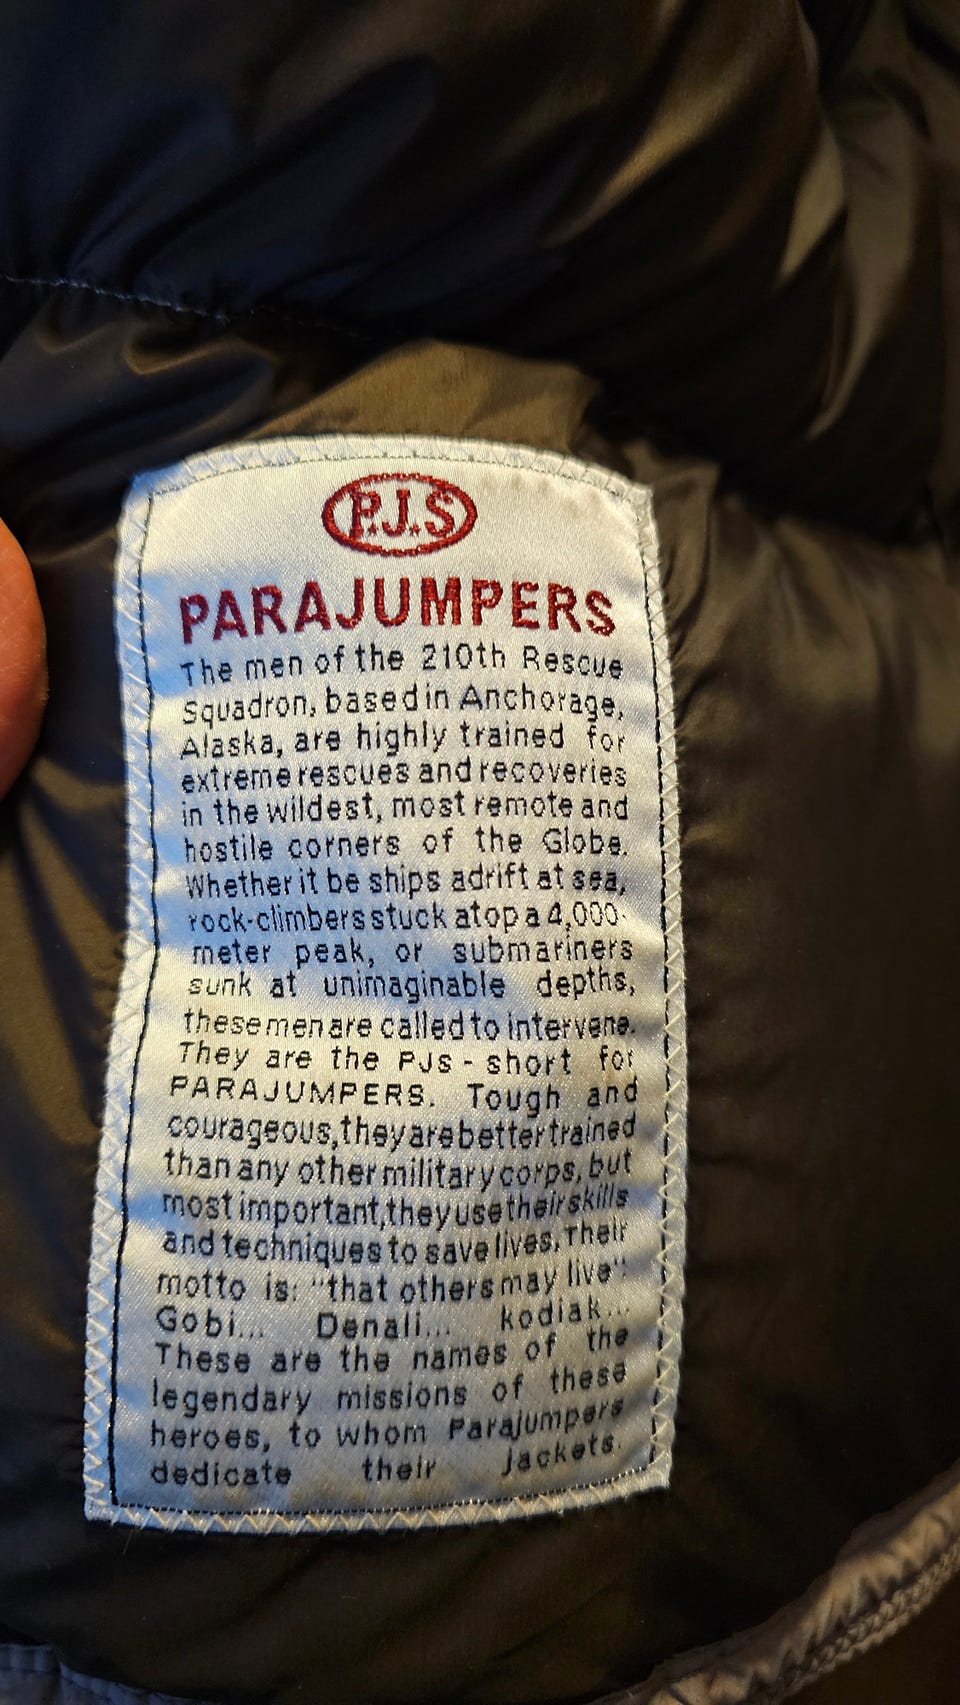 P.J.S
PARAJUMPERS
The men of the 210th Rescue
Squadron, based in Anchorage,
Alaska, are highly trained for
extreme rescues and recoveries
in the wildest, most remote and
hostile corners of the Globe.
Whether it be ships adrift at sea,
rock-climbers stuck atop a 4,000-
meter peak, or submariners
sunk at unimaginable depths,
these men are called to intervene.
They are the PJs - short for
PARAJUMPERS. Tough and
courageous, they are better trained
than any other military corps, but
most important, they use their skills
and techniques to save lives. Their
motto is: "that others may live".
Gobi... Denali... kodiak...
These are the names of the
legendary missions of these
heroes, to whom Parajumpers
dedicate their jackets.